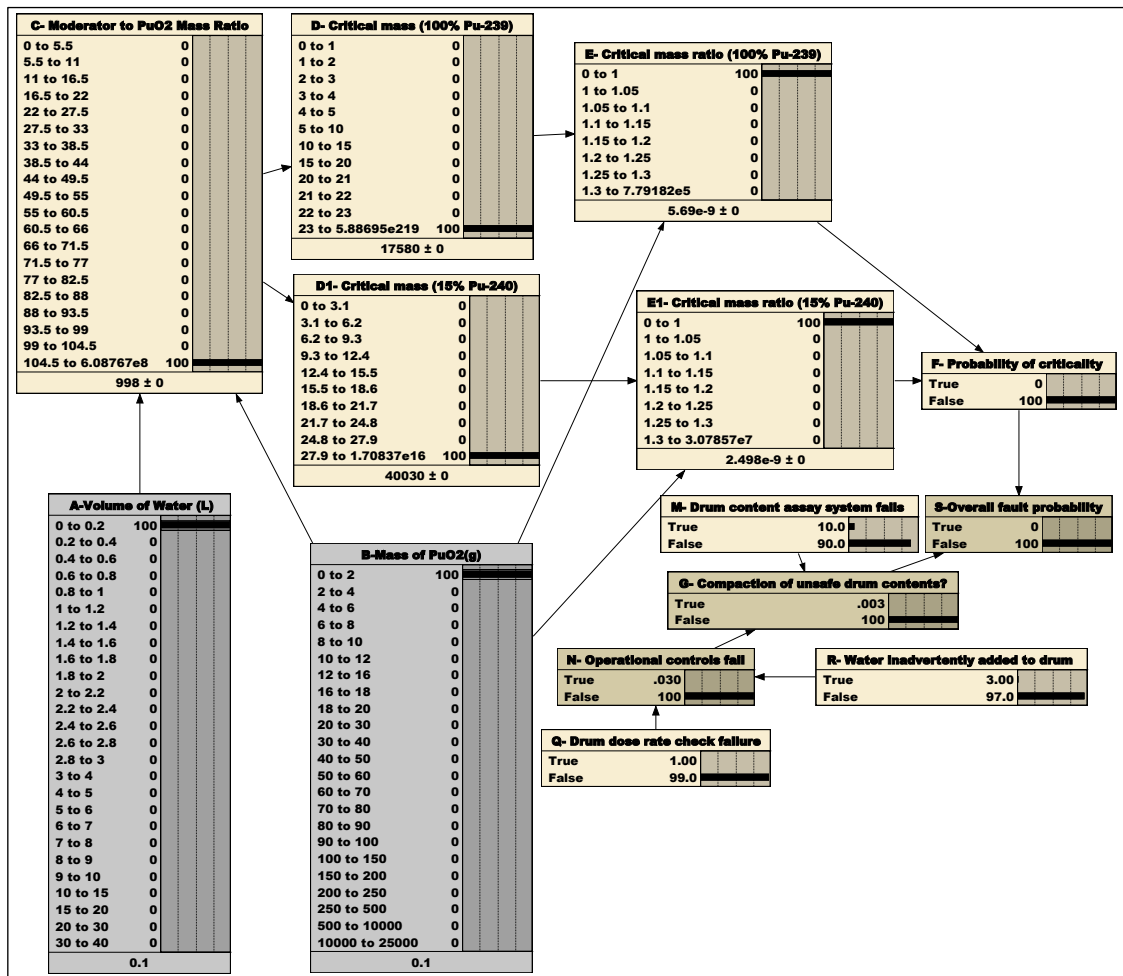 C- Moderator to PuO2 Mass Ratio
0 to 5.5 0
5.5 to 11 0
11 to 16.5 0
16.5 to 22 0
22 to 27.5 0
27.5 to 33 0
33 to 38.5 0
38.5 to 44 0
44 to 49.5 0
49.5 to 55 0
55 to 60.5 0
60.5 to 66 0
66 to 71.5 0
71.5 to 77 0
77 to 82.5 0
82.5 to 88 0
88 to 93.5 0
93.5 to 99 0
99 to 104.5 0
104.5 to 6.08767e8 100
998 ± 0
D- Critical mass (100% Pu-239)
0 to 1 0
1 to 2 0
2 to 3 0
3 to 4 0
4 to 5 0
5 to 10 0
10 to 15 0
15 to 20 0
20 to 21 0
21 to 22 0
22 to 23 0
23 to 5.88695e219 100
17580 ± 0
E- Critical mass ratio (100% Pu-239)
0 to 1 100
1 to 1.05 0
1.05 to 1.1 0
1.1 to 1.15 0
1.15 to 1.2 0
1.2 to 1.25 0
1.25 to 1.3 0
1.3 to 7.79182e5 0
5.69e-9 ± 0
D1- Critical mass (15% Pu-240)
0 to 3.1 0
3.1 to 6.2 0
6.2 to 9.3 0
9.3 to 12.4 0
12.4 to 15.5 0
15.5 to 18.6 0
18.6 to 21.7 0
21.7 to 24.8 0
24.8 to 27.9 0
27.9 to 1.70837e16 100
40030 ± 0
E1- Critical mass ratio (15% Pu-240)
0 to 1 100
1 to 1.05 0
1.05 to 1.1 0
1.1 to 1.15 0
1.15 to 1.2 0
1.2 to 1.25 0
1.25 to 1.3 0
1.3 to 3.07857e7 0
2.498e-9 ± 0
F- Probability of criticality
True 0
False 100
A-Volume of Water (L)
0 to 0.2 100
0.2 to 0.4 0
0.4 to 0.6 0
0.6 to 0.8 0
0.8 to 1 0
1 to 1.2 0
1.2 to 1.4 0
1.4 to 1.6 0
1.6 to 1.8 0
1.8 to 2 0
2 to 2.2 0
2.2 to 2.4 0
2.4 to 2.6 0
2.6 to 2.8 0
2.8 to 3 0
3 to 4 0
4 to 5 0
5 to 6 0
6 to 7 0
7 to 8 0
8 to 9 0
9 to 10 0
10 to 15 0
15 to 20 0
20 to 30 0
30 to 40 0
0.1
B-Mass of PuO2(g)
0 to 2 100
2 to 4 0
4 to 6 0
6 to 8 0
8 to 10 0
10 to 12 0
12 to 16 0
16 to 18 0
18 to 20 0
20 to 30 0
30 to 40 0
40 to 50 0
50 to 60 0
60 to 70 0
70 to 80 0
80 to 90 0
90 to 100 0
100 to 150 0
150 to 200 0
200 to 250 0
250 to 500 0
500 to 10000 0
10000 to 25000 0
0.1
M- Drum content assay system fails
True 10.0
False 90.0
S-Overall fault probability
True 0
False 100
G- Compaction of unsafe drum contents?
True .003
False 100
N- Operational controls fail
True .030
False 100
R- Water inadvertently added to drum
True 3.00
False 97.0
Q- Drum dose rate check failure
True 1.00
False 99.0